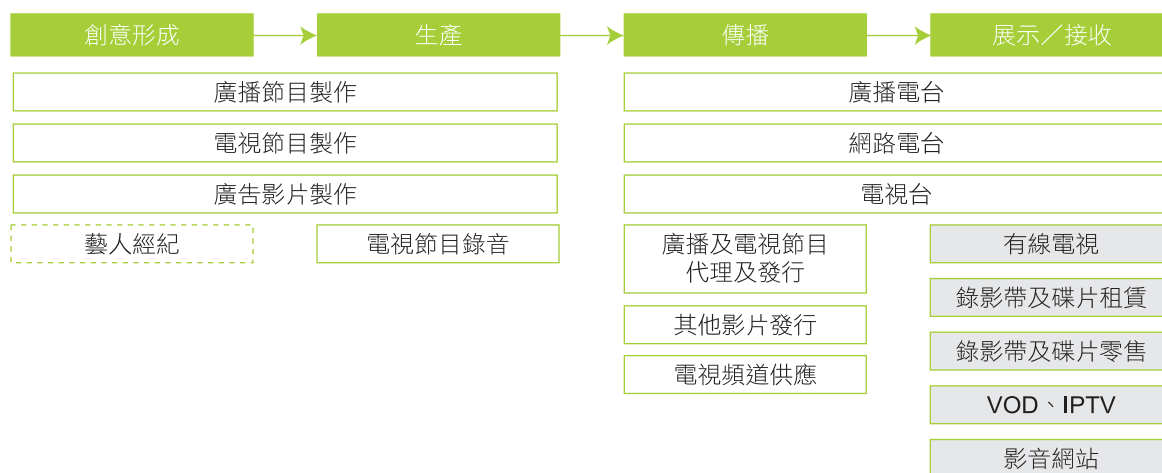 創意形成
生產
傳播
展示／接收
廣播節目製作
廣播電台
電視節目製作
網路電台
廣告影片製作
電視台
藝人經紀
電視節目錄音
廣播及電視節目
代理及發行
有線電視
錄影帶及碟片租賃
其他影片發行
錄影帶及碟片零售
電視頻道供應
VOD、IPTV
影音網站